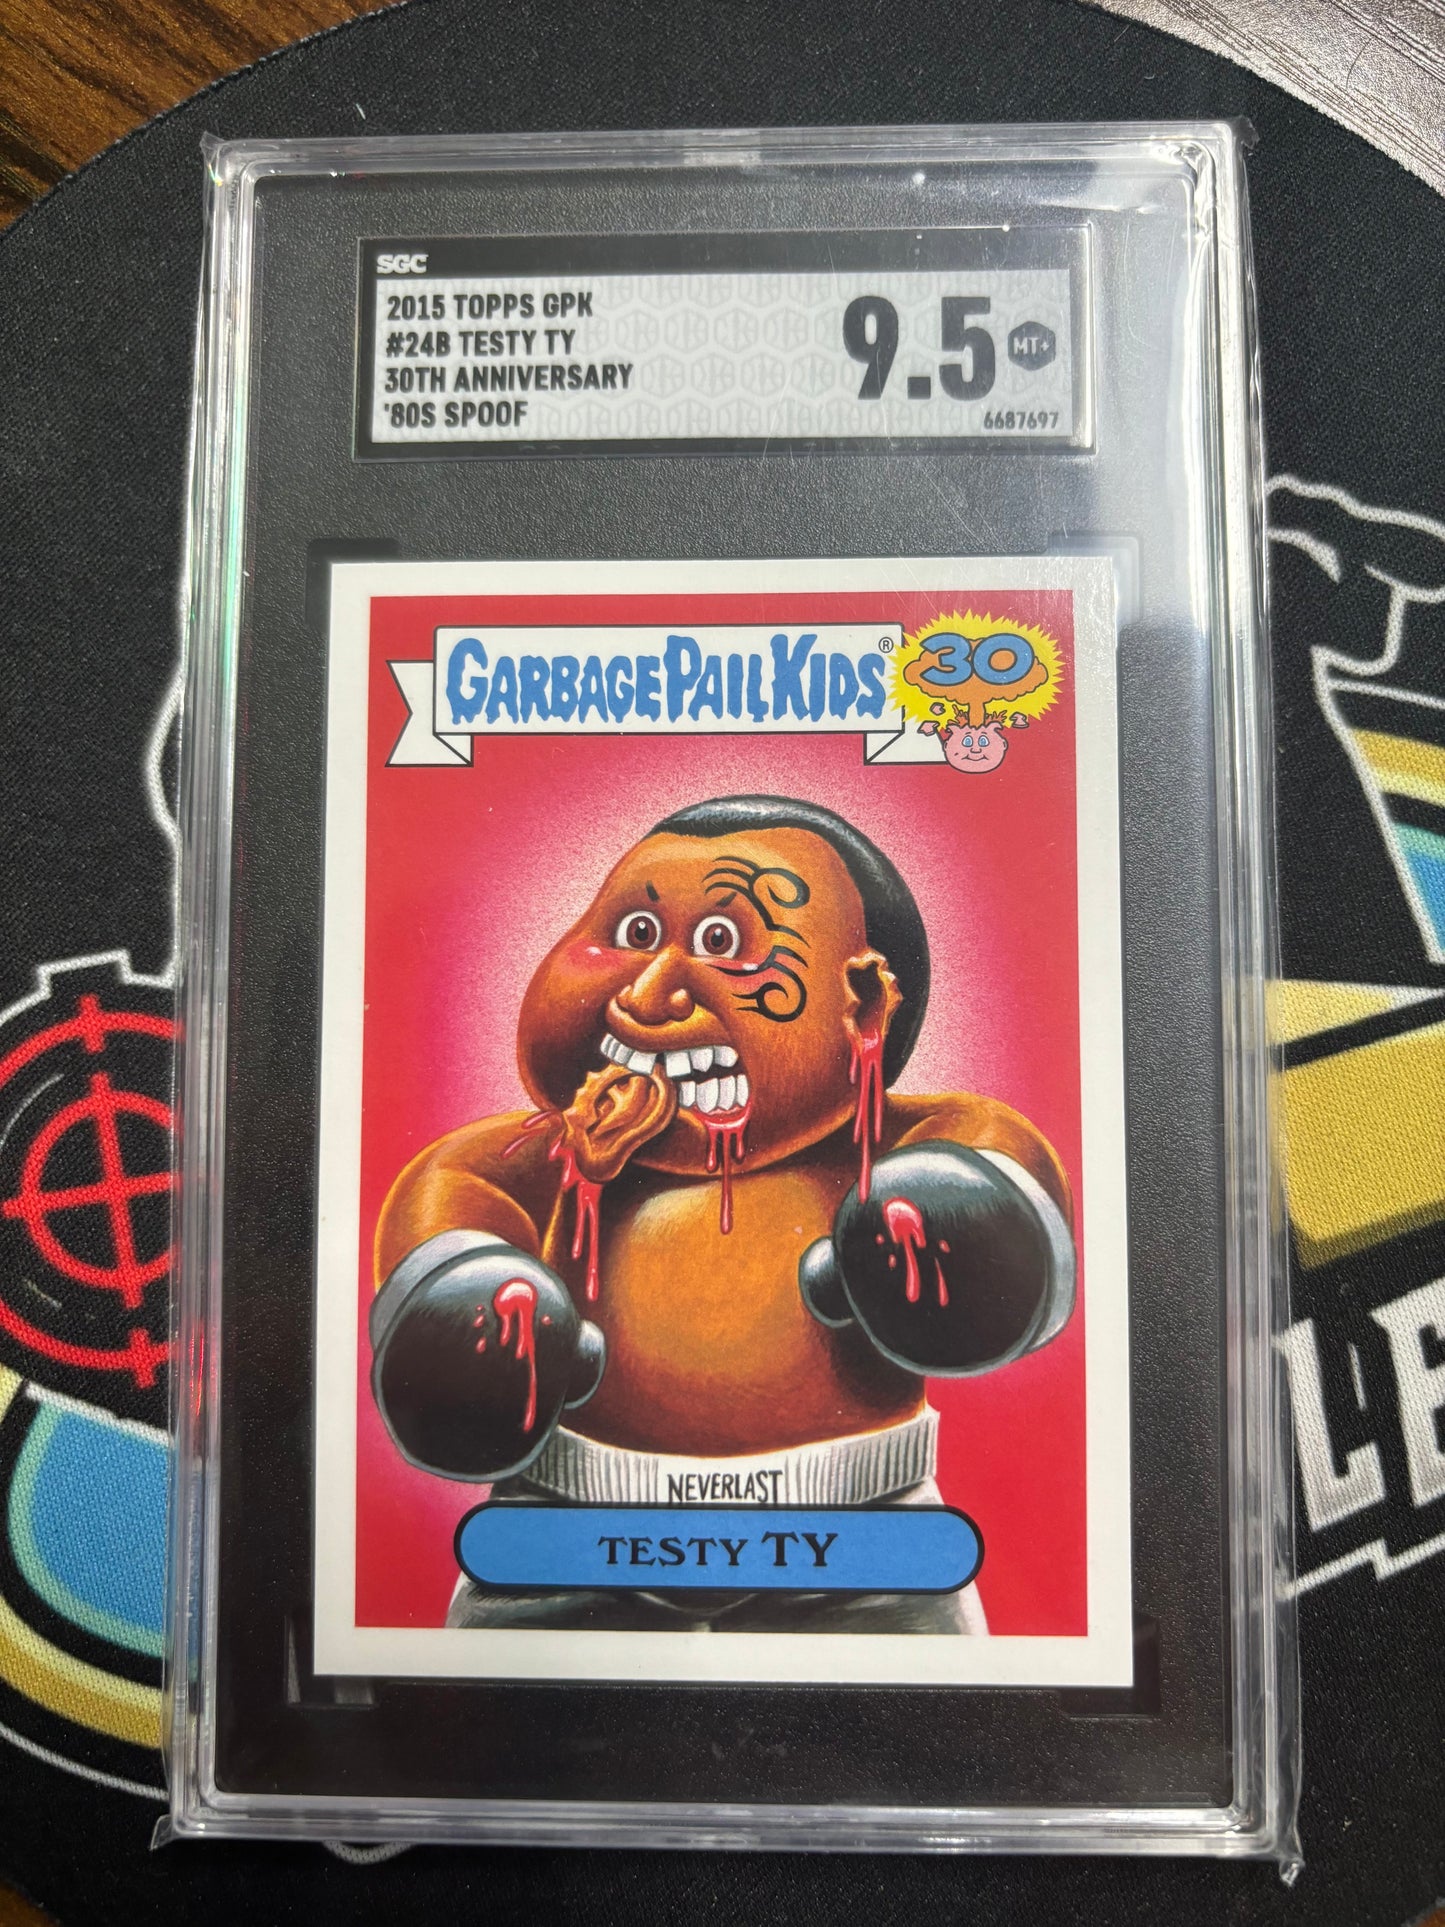 SGC
2015 TOPPS GPK
#24B TESTY TY
30TH ANNIVERSARY
'80S SPOOF
9.5 MT+
6687697
GARBAGE PAIL KIDS® 30
NEVERLAST
TESTY TY